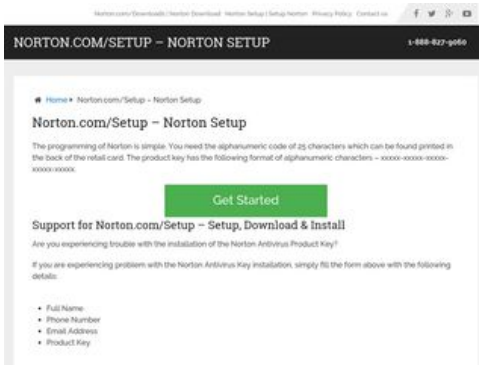 Norton.com/Downloads | Norton Download Norton Setup | Setup Norton Privacy Policy Contact us
NORTON.COM/SETUP – NORTON SETUP
1-888-827-9060
Home Norton.com/Setup – Norton Setup
Norton.com/Setup – Norton Setup
The programming of Norton is simple. You need the alphanumeric code of 25 characters which can be found printed in
the back of the retail card. The product key has the following format of alphanumeric characters – xxxxx-xxxxx-xxxxx-
xxxxx-xxxxx.
Get Started
Support for Norton.com/Setup – Setup, Download & Install
Are you experiencing trouble with the installation of the Norton Antivirus Product Key?
If you are experiencing problem with the Norton Antivirus Key installation, simply fill the form above with the following
details:
• Full Name
• Phone Number
• Email Address
• Product Key